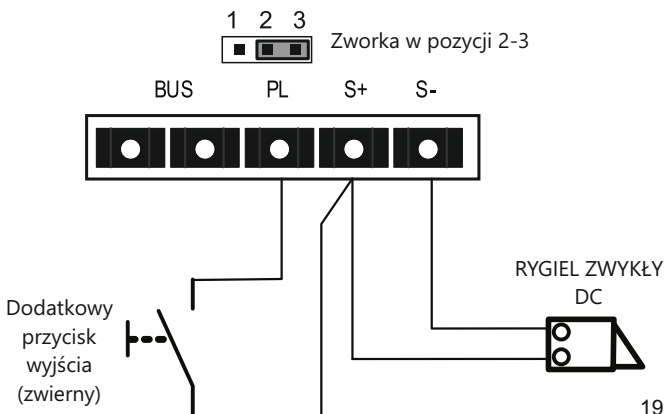 1 2 3
Zworka w pozycji 2-3
BUS PL S+ S-
RYGIEL ZWYKŁY
DC
Dodatkowy
przycisk
wyjścia
(zwierny)
19